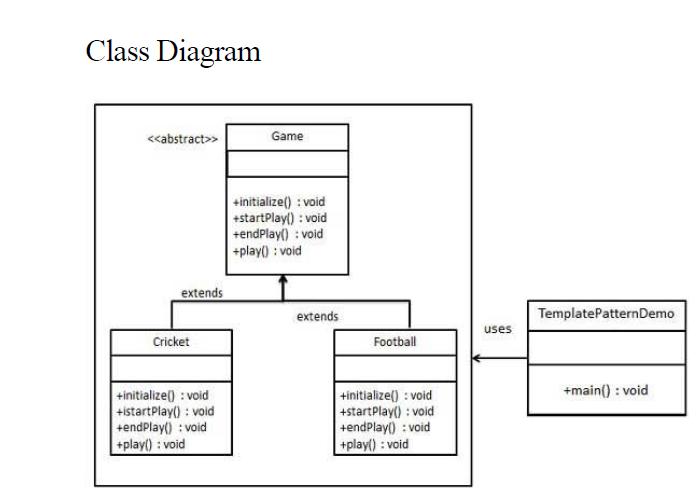 Class Diagram
<<abstract>>
Game
+initialize() : void
+startPlay() : void
+endPlay() : void
+play() : void
extends
extends
Cricket
+initialize() : void
+istartPlay() : void
+endPlay() : void
+play() : void
Football
+initialize() : void
+startPlay() : void
+endPlay() : void
+play() : void
uses
TemplatePatternDemo
+main() : void